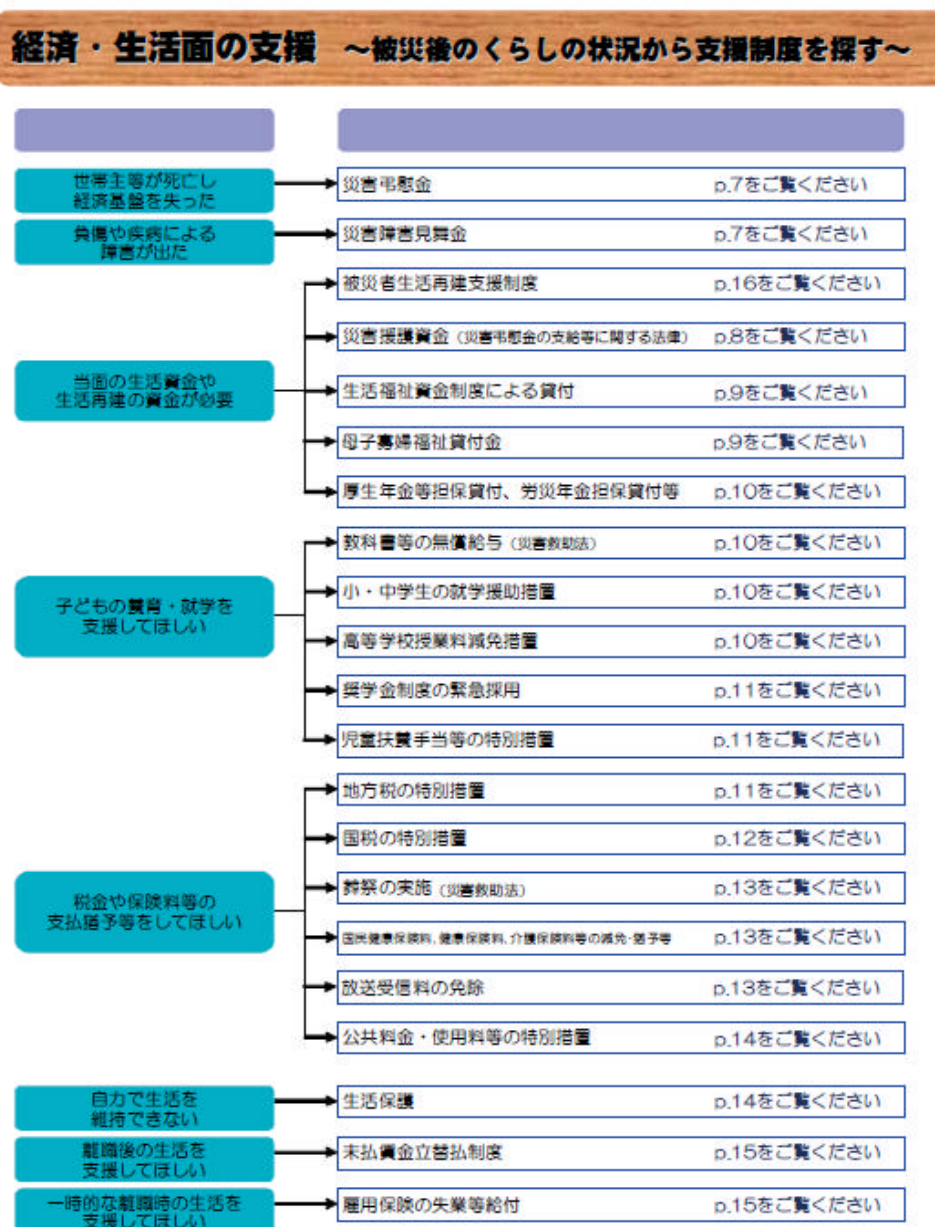 経済・生活面の支援 ~被災後のくらしの状況から支援制度を探す~
世帯主等が死亡し
経済基盤を失った
災害弔慰金 p.7をご覧ください
負傷や疾病による
障害が出た
災害障害見舞金 p.7をご覧ください
当面の生活資金や
生活再建の資金が必要
被災者生活再建支援制度 p.16をご覧ください
災害援護資金(災害弔慰金の支給等に関する法律) p.8をご覧ください
生活福祉資金制度による貸付 p.9をご覧ください
母子寡婦福祉貸付金 p.9をご覧ください
厚生年金等担保貸付、労災年金担保貸付等 p.10をご覧ください
子どもの養育・就学を
支援してほしい
教科書等の無償給与(災害救助法) p.10をご覧ください
小・中学生の就学援助措置 p.10をご覧ください
高等学校授業料減免措置 p.10をご覧ください
奨学金制度の緊急採用 p.11をご覧ください
児童扶養手当等の特別措置 p.11をご覧ください
税金や保険料等の
支払猶予等をしてほしい
地方税の特別措置 p.11をご覧ください
国税の特別措置 p.12をご覧ください
葬祭の実施(災害救助法) p.13をご覧ください
国民健康保険料、健康保険料、介護保険料等の減免・猶予等 p.13をご覧ください
放送受信料の免除 p.13をご覧ください
公共料金・使用料等の特別措置 p.14をご覧ください
自力で生活を
維持できない
生活保護 p.14をご覧ください
離職後の生活を
支援してほしい
未払賃金立替払制度 p.15をご覧ください
一時的な離職時の生活を
支援してほしい
雇用保険の失業等給付 p.15をご覧ください